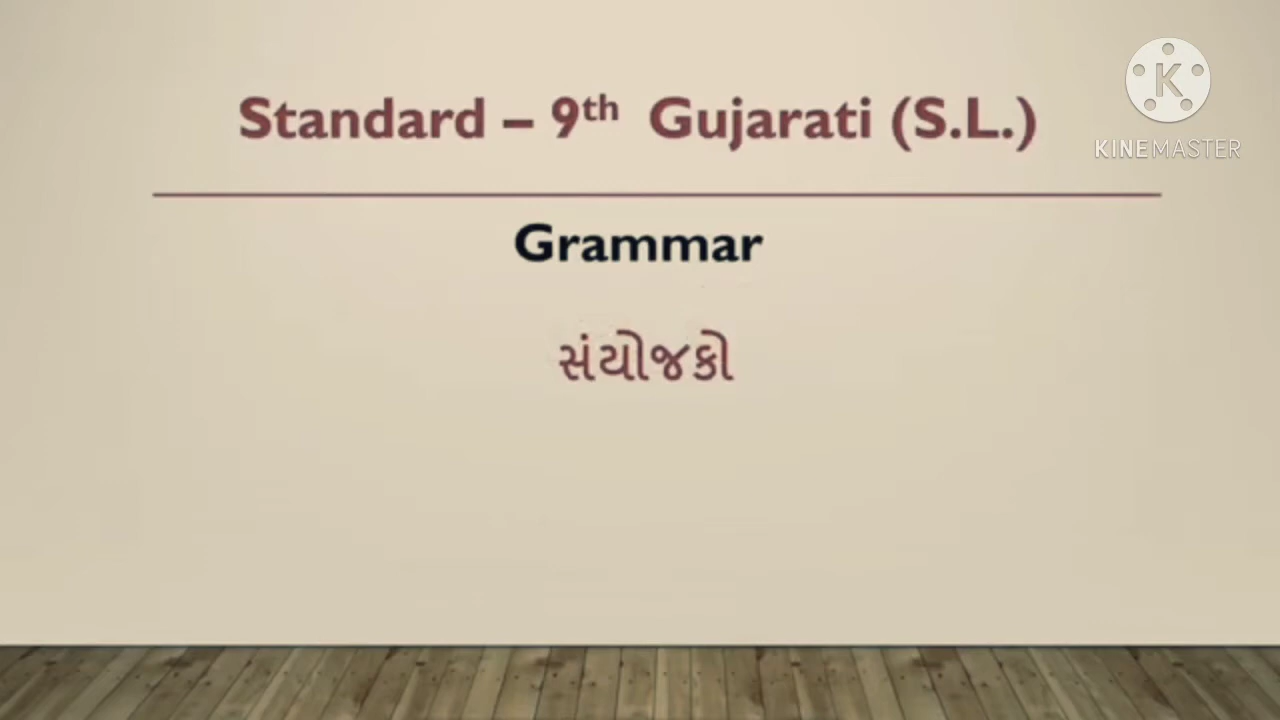 Standard – 9th Gujarati (S.L.)
Grammar
સંયોજકો
K
KINEMASTER